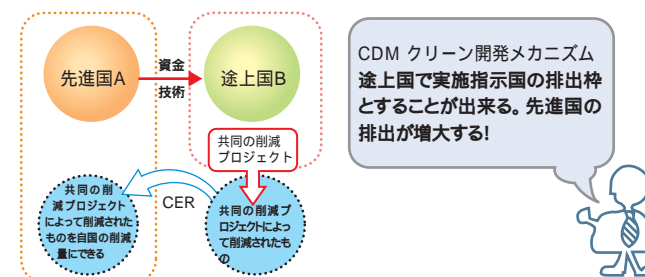 先進国A
資金
技術
途上国B
共同の削減
プロジェクト
共同の削
減プロジェクト
によって削減された
ものを自国の削減
量にできる
CER
共同の削減プ
ロジェクトによっ
て削減されたも
の
CDM クリーン開発メカニズム
途上国で実施指示国の排出枠
とすることが出来る。先進国の
排出が増大する!